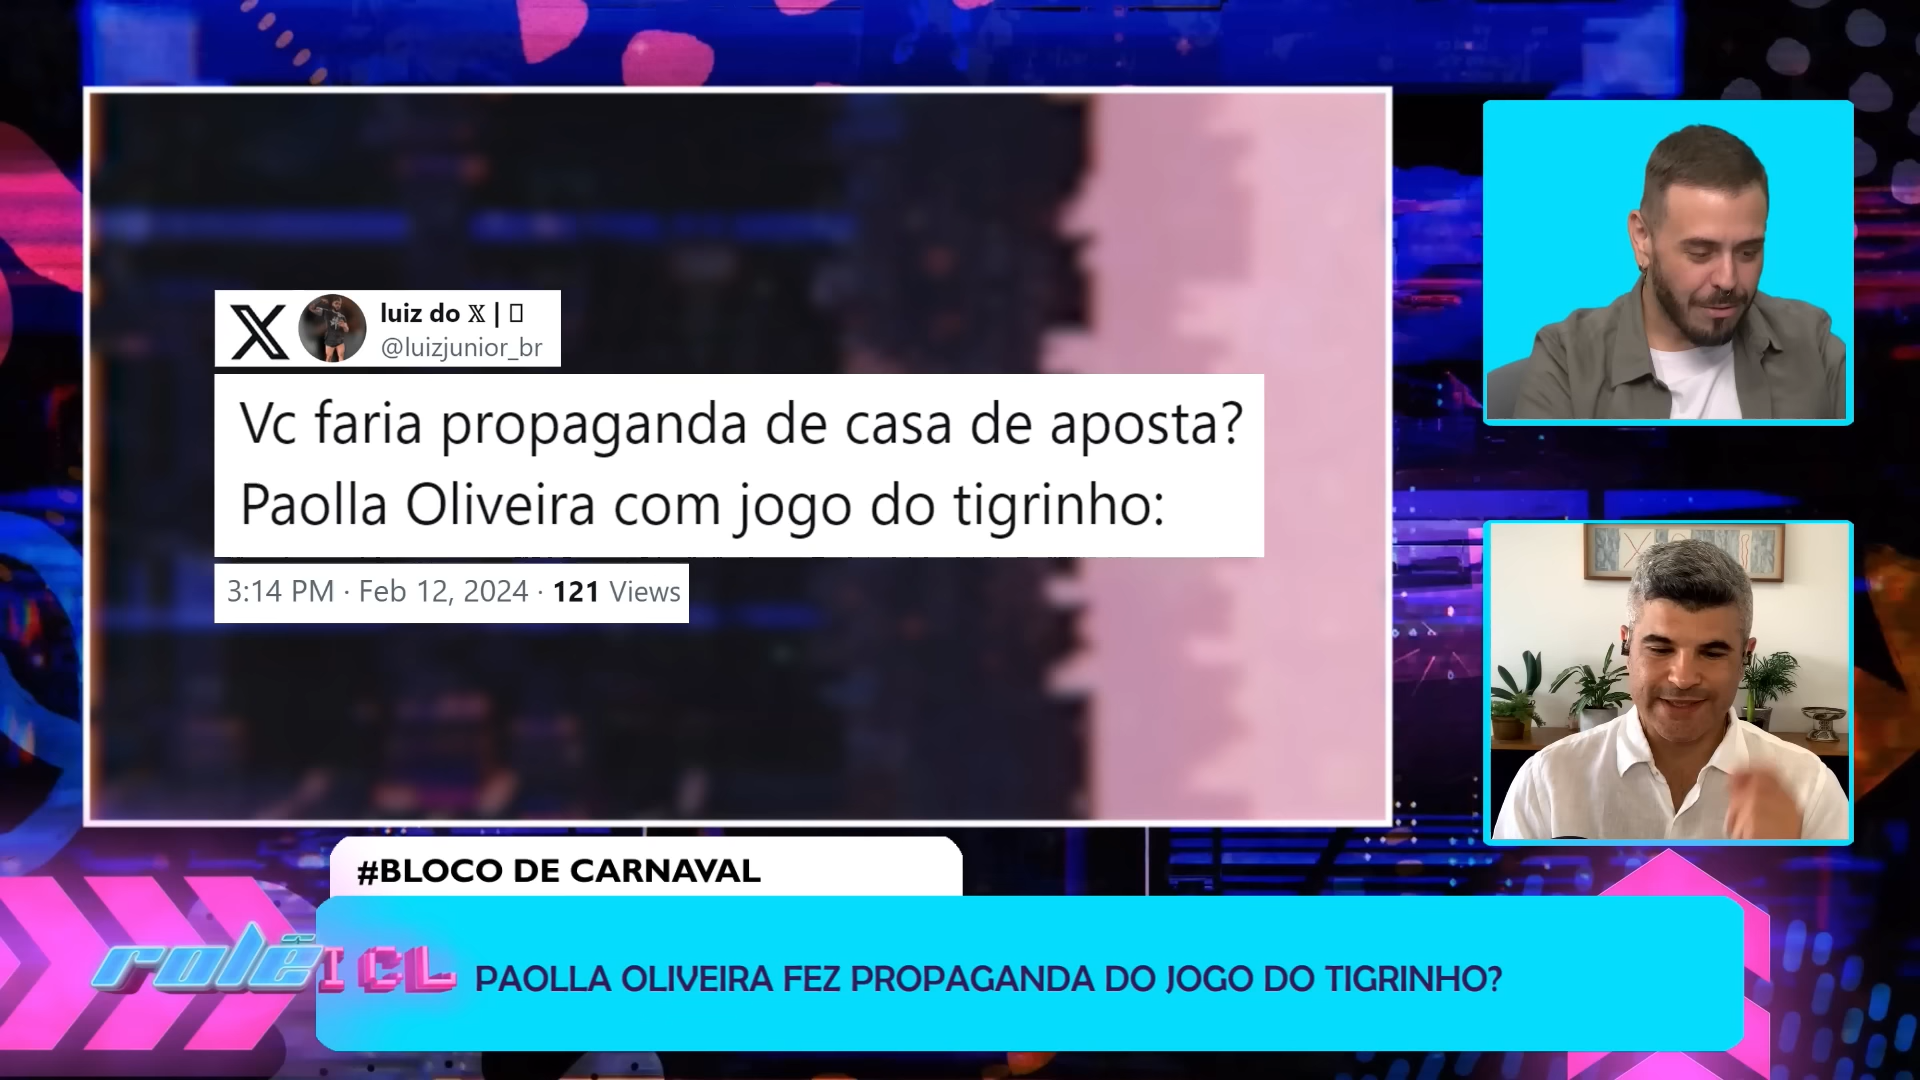 luiz do 𝕏 | 
@luizjunior_br
Vc faria propaganda de casa de aposta?
Paolla Oliveira com jogo do tigrinho:
3:14 PM · Feb 12, 2024 · 121 Views
#BLOCO DE CARNAVAL
rolê ICL
PAOLLA OLIVEIRA FEZ PROPAGANDA DO JOGO DO TIGRINHO?